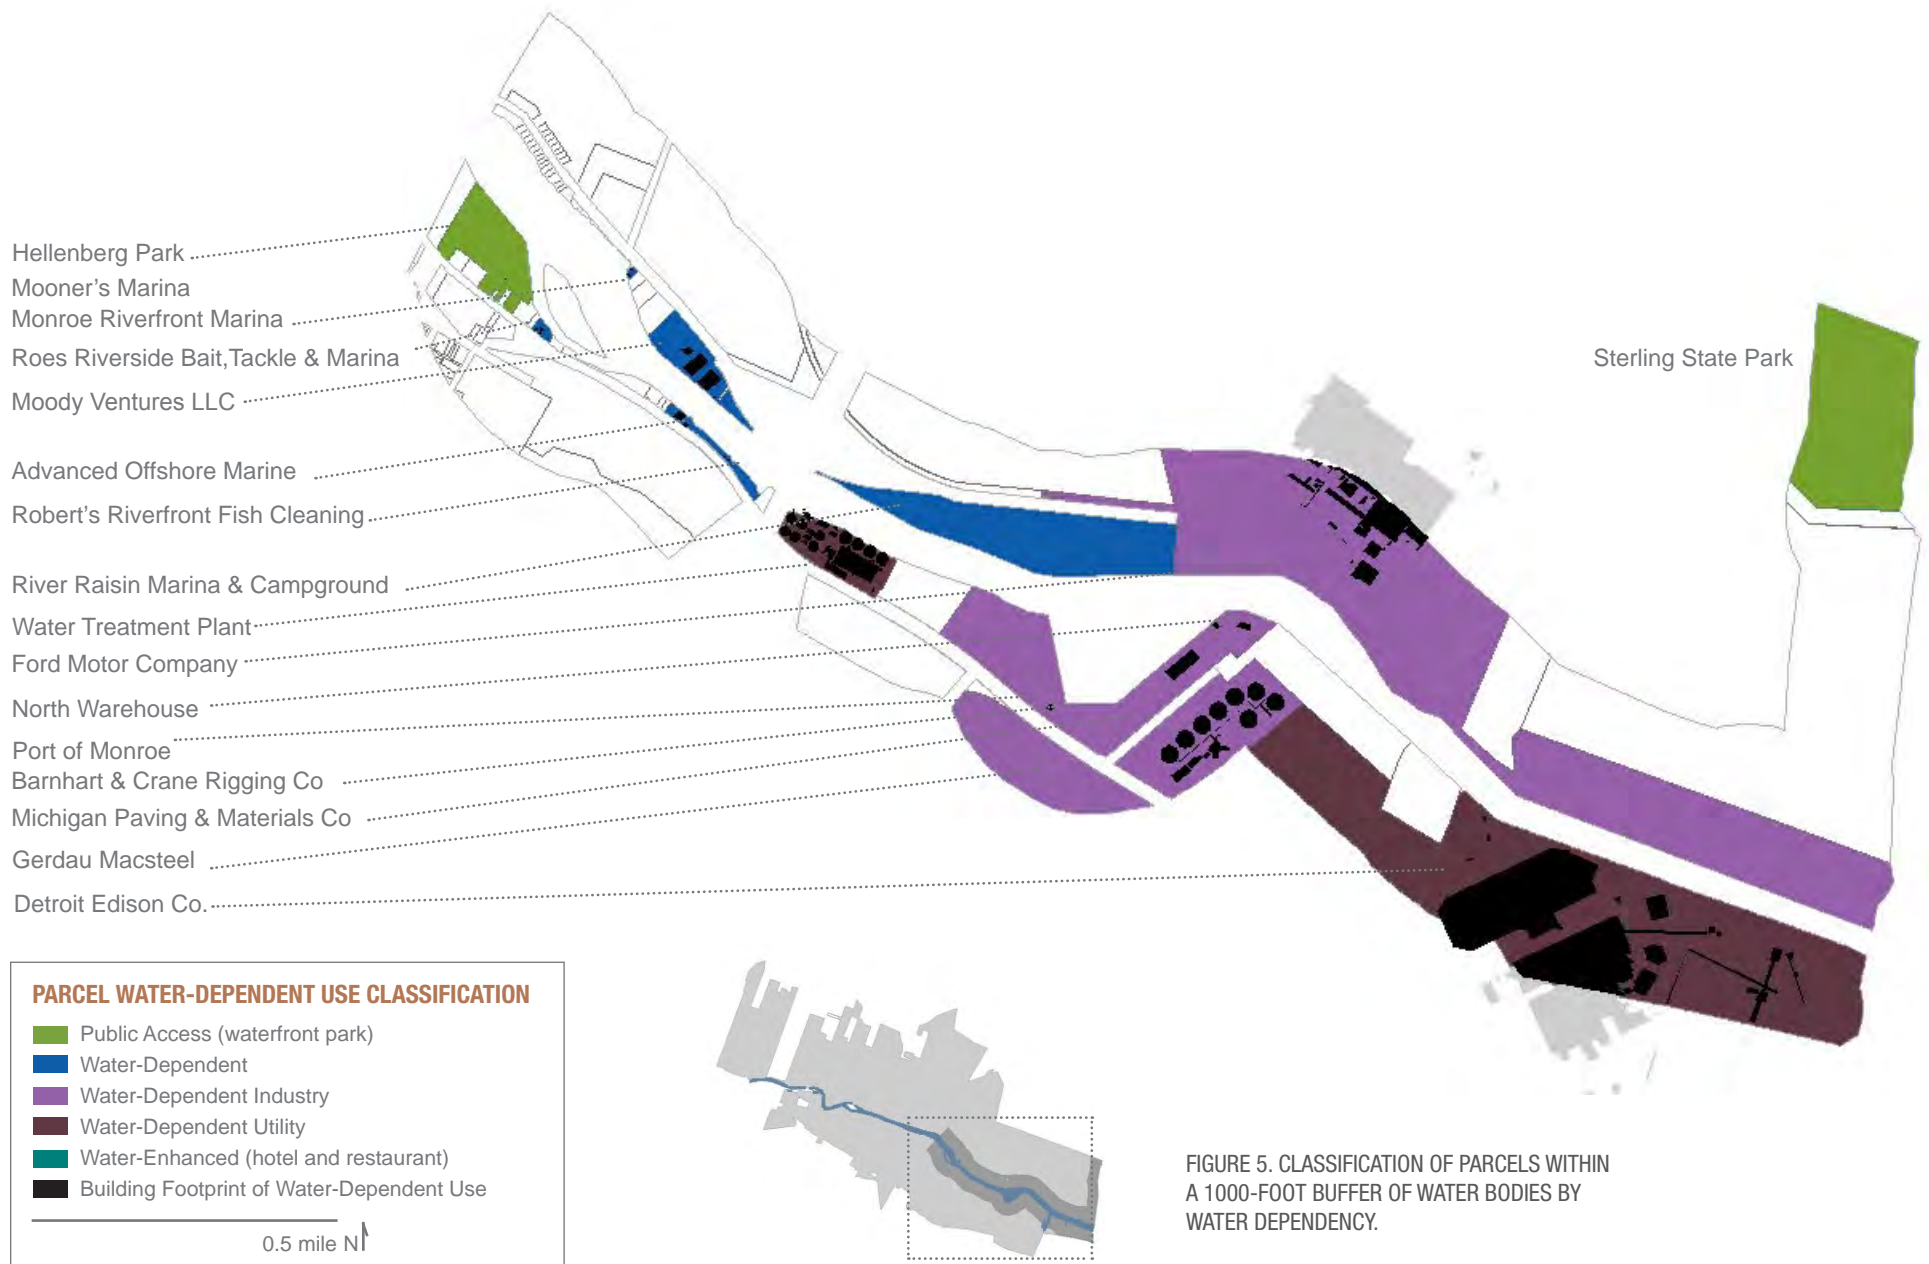 Hellenberg Park
Mooner's Marina
Monroe Riverfront Marina
Roes Riverside Bait,Tackle & Marina
Moody Ventures LLC
Advanced Offshore Marine
Robert's Riverfront Fish Cleaning
River Raisin Marina & Campground
Water Treatment Plant
Ford Motor Company
North Warehouse
Port of Monroe
Barnhart & Crane Rigging Co
Michigan Paving & Materials Co
Gerdau Macsteel
Detroit Edison Co.
Sterling State Park
PARCEL WATER-DEPENDENT USE CLASSIFICATION
Public Access (waterfront park)
Water-Dependent
Water-Dependent Industry
Water-Dependent Utility
Water-Enhanced (hotel and restaurant)
Building Footprint of Water-Dependent Use
0.5 mile N
FIGURE 5. CLASSIFICATION OF PARCELS WITHIN
A 1000-FOOT BUFFER OF WATER BODIES BY
WATER DEPENDENCY.